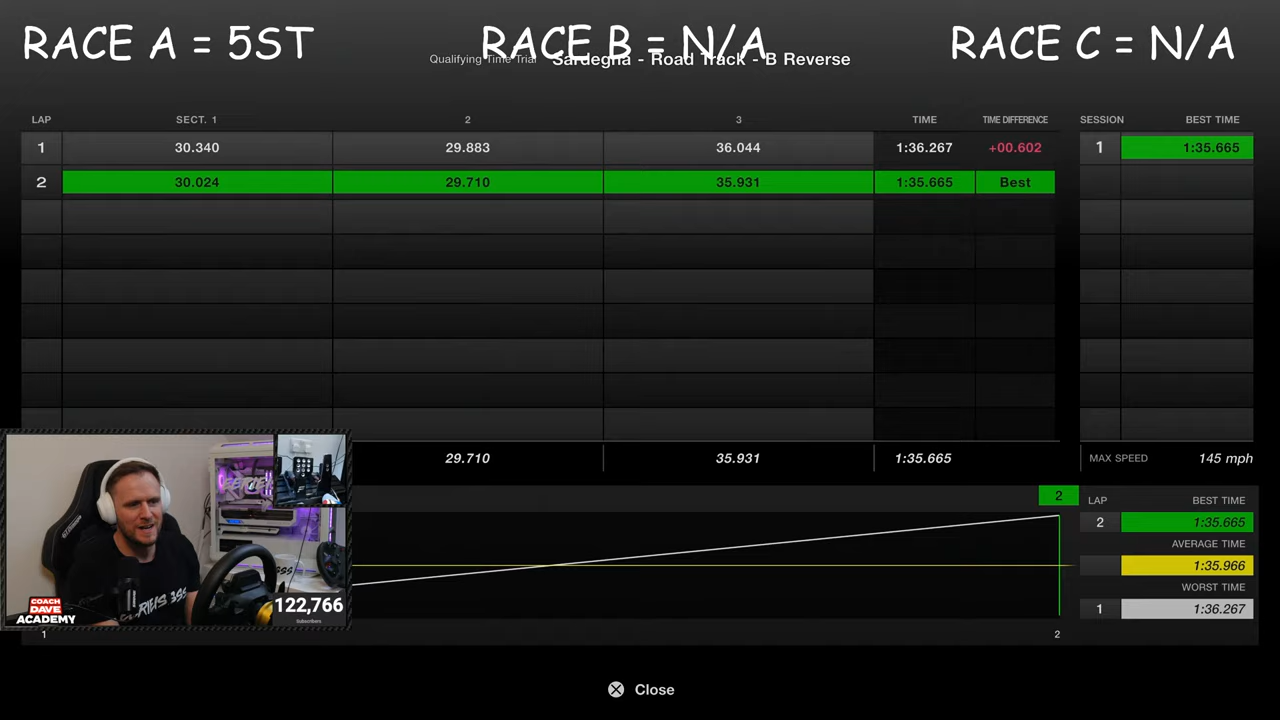 RACE A = 5ST RACE B = N/A RACE C = N/A
Qualifying Time Trial Sardegna - Road Track - B Reverse
LAP SECT. 1 2 3 TIME TIME DIFFERENCE SESSION BEST TIME
1 30.340 29.883 36.044 1:36.267 +00.602 1 1:35.665
2 30.024 29.710 35.931 1:35.665 Best
29.710 35.931 1:35.665 MAX SPEED 145 mph
2 LAP BEST TIME
2 1:35.665
AVERAGE TIME
1:35.966
WORST TIME
1 1:36.267
COACH
DAVE
ACADEMY
122,766
Subscribers
1 2
Close